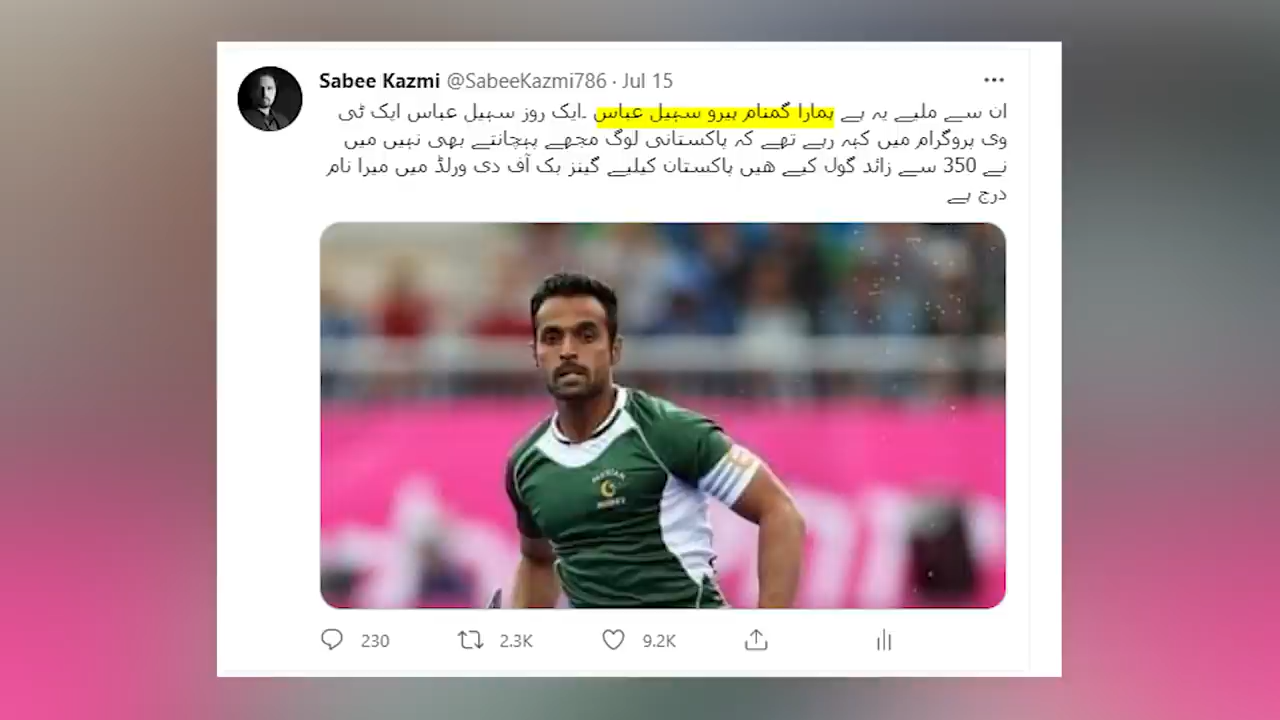 Sabee Kazmi @SabeeKazmi786 · Jul 15
ان سے ملیے یہ ہے ہمارا گمنام ہیرو سہیل عباس ۔ایک روز سہیل عباس ایک ٹی
وی پروگرام میں کہہ رہے تھے کہ پاکستانی لوگ مجھے پہچانتے بھی نہیں میں
نے 350 سے زائد گول کیے ھیں پاکستان کیلیے گینز بک آف دی ورلڈ میں میرا نام
درج ہے
230 2.3K 9.2K